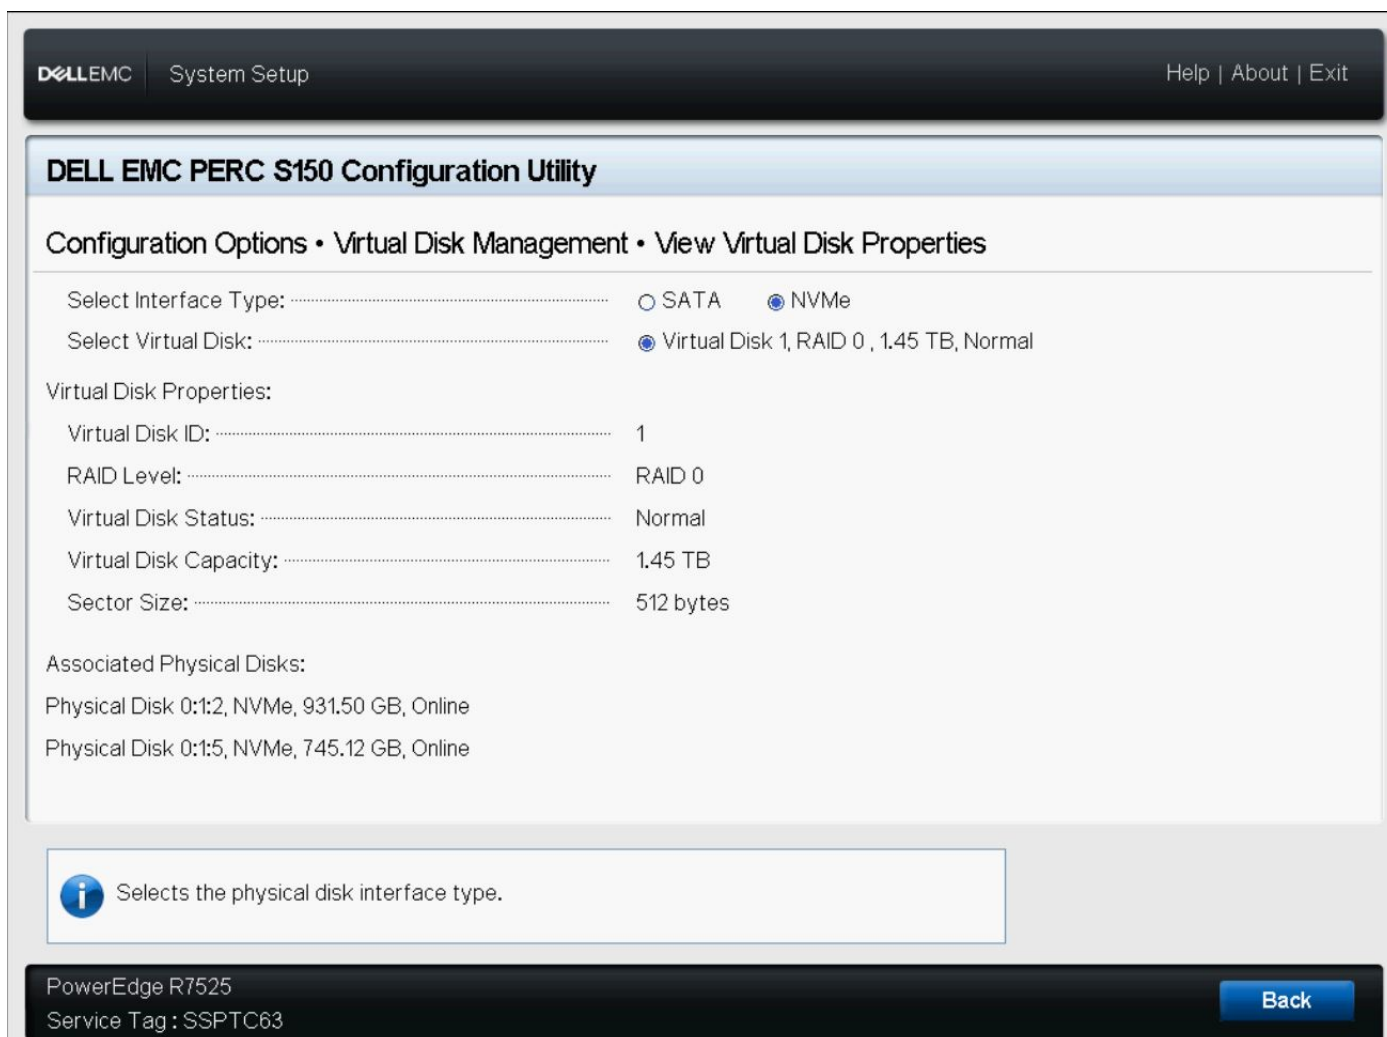 DELLEMC System Setup Help | About | Exit
DELL EMC PERC S150 Configuration Utility
Configuration Options • Virtual Disk Management • View Virtual Disk Properties
Select Interface Type: SATA NVMe
Select Virtual Disk: Virtual Disk 1, RAID 0 , 1.45 TB, Normal
Virtual Disk Properties:
Virtual Disk ID: 1
RAID Level: RAID 0
Virtual Disk Status: Normal
Virtual Disk Capacity: 1.45 TB
Sector Size: 512 bytes
Associated Physical Disks:
Physical Disk 0:1:2, NVMe, 931.50 GB, Online
Physical Disk 0:1:5, NVMe, 745.12 GB, Online
Selects the physical disk interface type.
PowerEdge R7525
Service Tag : SSPTC63
Back